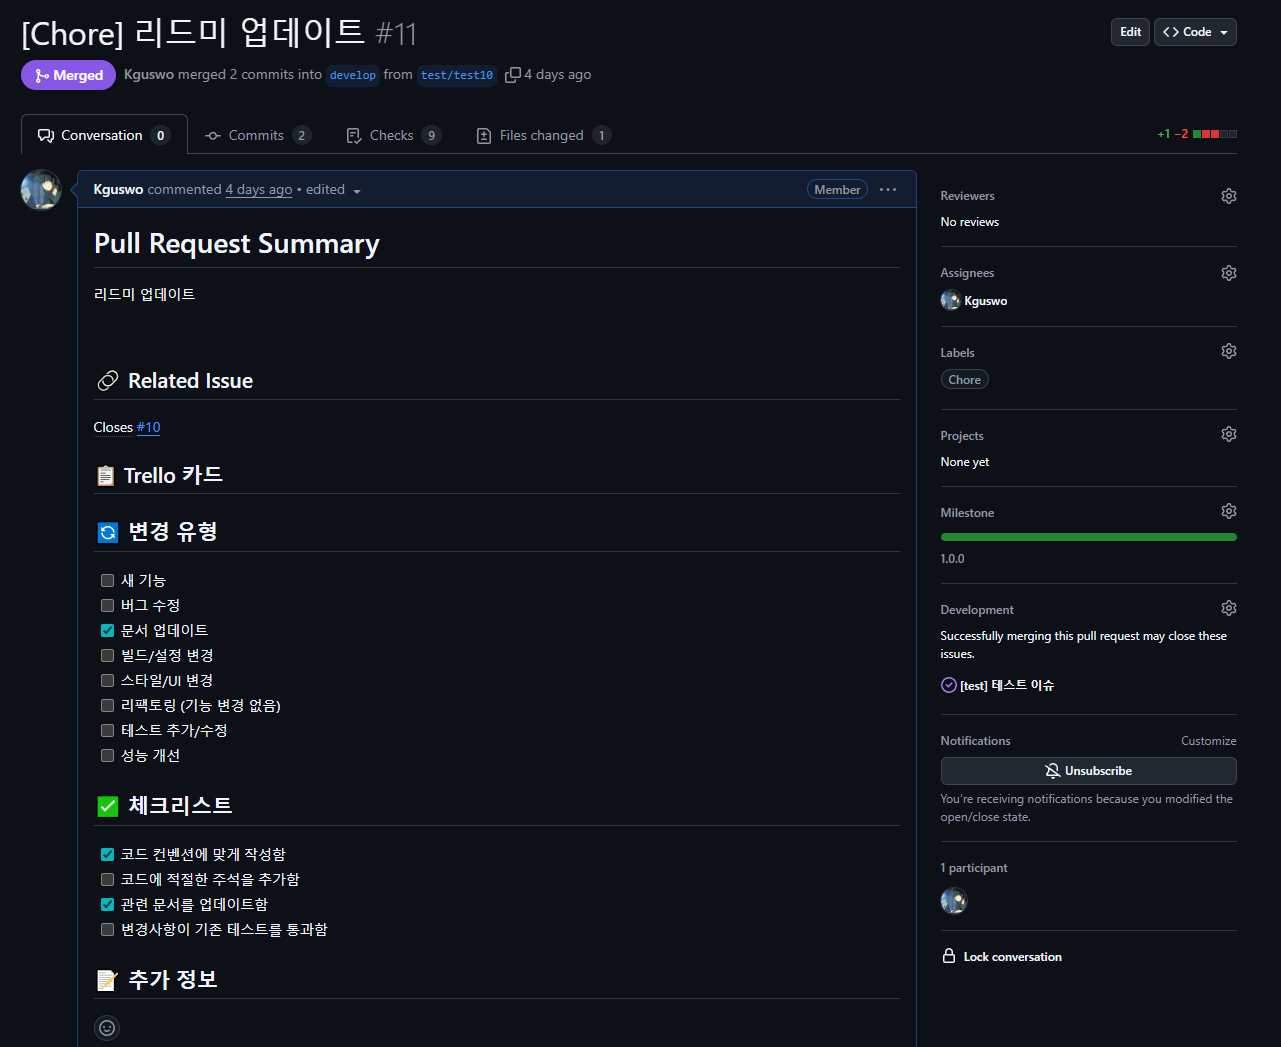 [Chore] 리드미 업데이트 #11
Edit
Code
Merged
Kguswo merged 2 commits into develop from test/test10 4 days ago
Conversation 0
Commits 2
Checks 9
Files changed 1
+1 −2
Kguswo commented 4 days ago • edited
Member
Pull Request Summary
리드미 업데이트
Related Issue
Closes #10
Trello 카드
변경 유형
새 기능
버그 수정
문서 업데이트
빌드/설정 변경
스타일/UI 변경
리팩토링 (기능 변경 없음)
테스트 추가/수정
성능 개선
체크리스트
코드 컨벤션에 맞게 작성함
코드에 적절한 주석을 추가함
관련 문서를 업데이트함
변경사항이 기존 테스트를 통과함
추가 정보
Reviewers
No reviews
Assignees
Kguswo
Labels
Chore
Projects
None yet
Milestone
1.0.0
Development
Successfully merging this pull request may close these
issues.
[test] 테스트 이슈
Notifications
Customize
Unsubscribe
You're receiving notifications because you modified the
open/close state.
1 participant
Lock conversation